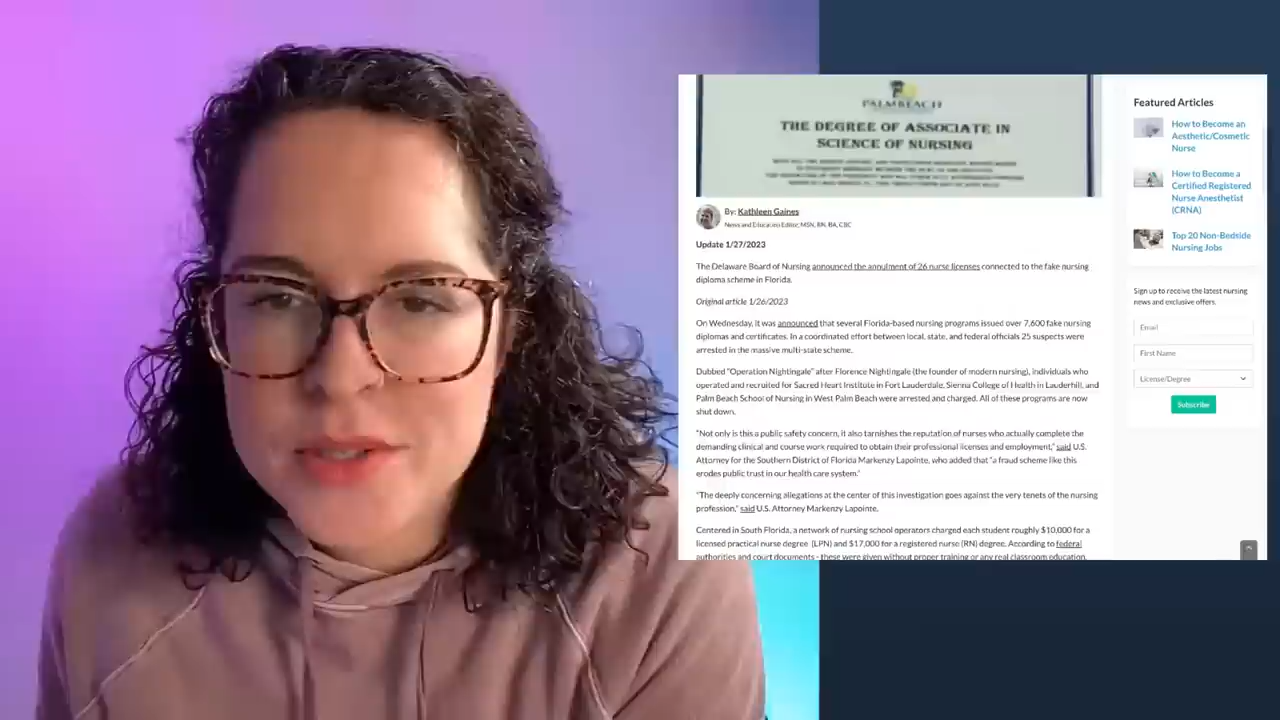 PALM BEACH
THE DEGREE OF ASSOCIATE IN
SCIENCE OF NURSING
By: Kathleen Gaines
News and Education Editor, MSN, RN, BA, CBC
Update 1/27/2023
The Delaware Board of Nursing announced the annulment of 26 nurse licenses connected to the fake nursing
diploma scheme in Florida.
Original article 1/26/2023
On Wednesday, it was announced that several Florida-based nursing programs issued over 7,600 fake nursing
diplomas and certificates. In a coordinated effort between local, state, and federal officials 25 suspects were
arrested in the massive multi-state scheme.
Dubbed "Operation Nightingale" after Florence Nightingale (the founder of modern nursing), individuals who
operated and recruited for Sacred Heart Institute in Fort Lauderdale, Sienna College of Health in Lauderhill, and
Palm Beach School of Nursing in West Palm Beach were arrested and charged. All of these programs are now
shut down.
"Not only is this a public safety concern, it also tarnishes the reputation of nurses who actually complete the
demanding clinical and course work required to obtain their professional licenses and employment," said U.S.
Attorney for the Southern District of Florida Markenzy Lapointe, who added that "a fraud scheme like this
erodes public trust in our health care system."
"The deeply concerning allegations at the center of this investigation goes against the very tenets of the nursing
profession," said U.S. Attorney Markenzy Lapointe.
Centered in South Florida, a network of nursing school operators charged each student roughly $10,000 for a
licensed practical nurse degree (LPN) and $17,000 for a registered nurse (RN) degree. According to federal
authorities and court documents - these were given without proper training or any real classroom education.
Featured Articles
How to Become an
Aesthetic/Cosmetic
Nurse
How to Become a
Certified Registered
Nurse Anesthetist
(CRNA)
Top 20 Non-Bedside
Nursing Jobs
Sign up to receive the latest nursing
news and exclusive offers.
Email
First Name
License/Degree
Subscribe